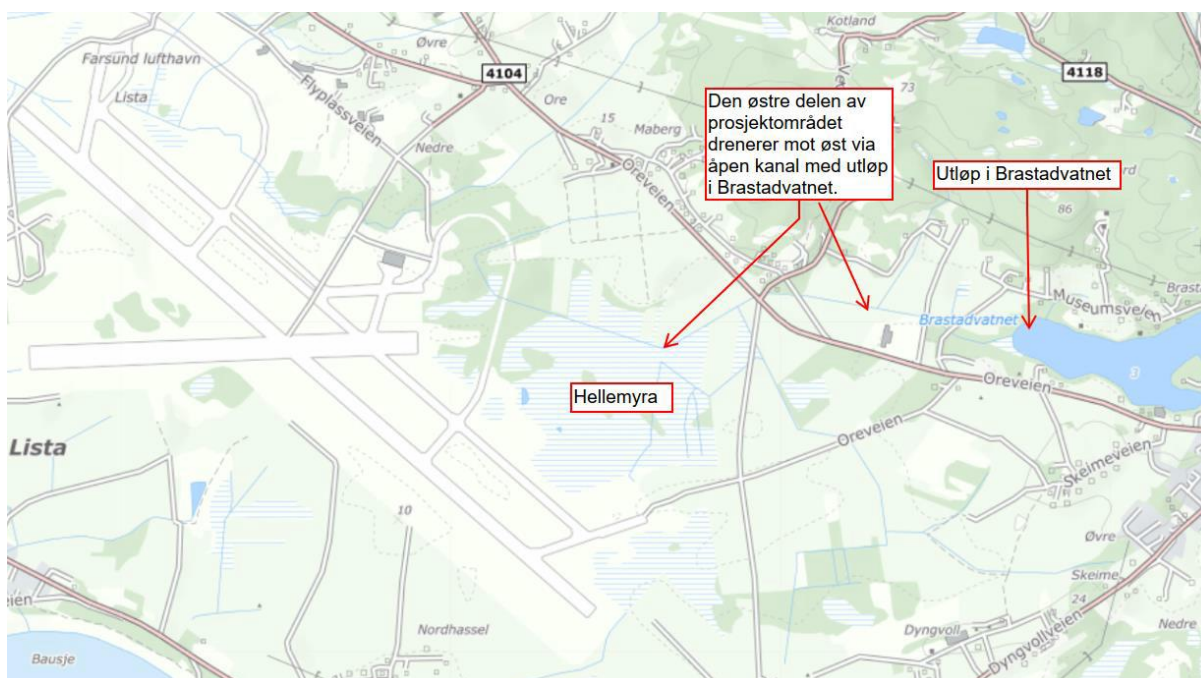 Kotland
Øvre
Farsund lufthavn
4104
4118
Lista
Flyplassveien
Ore
73
Den østre delen av
prosjektområdet
drenerer mot øst via
åpen kanal med utløp
i Brastadvatnet.
15
Maberg
Nedre
Oreveien
Utløp i Brastadvatnet
86
Museumsveien
Brastadvatnet
3
Oreveien
Hellemyra
Oreveien
Lista
Skeimeveien
10
Øvre
Skeime
24
Nordhassel
Dyngvoll
Nedre
Dyngvollveien
Bausje